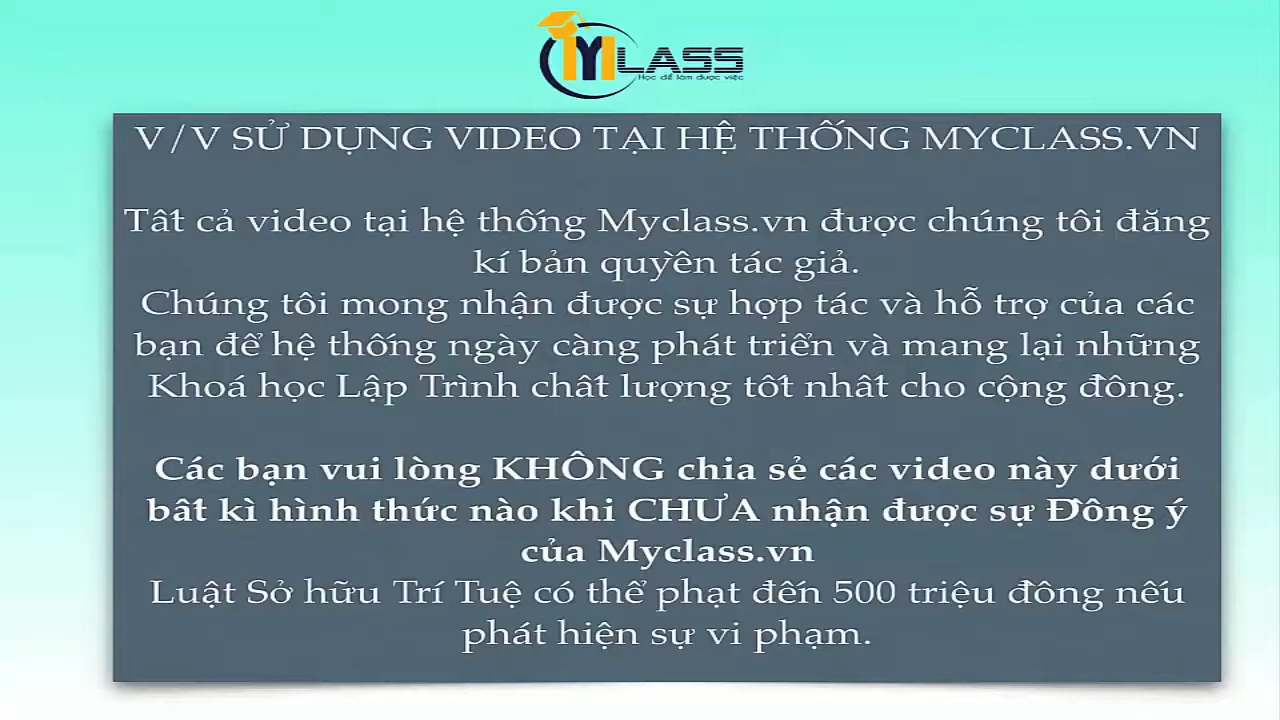 MYCLASS
Học để làm được việc
V/V SỬ DỤNG VIDEO TẠI HỆ THỐNG MYCLASS.VN
Tất cả video tại hệ thống Myclass.vn được chúng tôi đăng
kí bản quyền tác giả.
Chúng tôi mong nhận được sự hợp tác và hỗ trợ của các
bạn để hệ thống ngày càng phát triển và mang lại những
Khoá học Lập Trình chất lượng tốt nhất cho cộng đồng.
Các bạn vui lòng KHÔNG chia sẻ các video này dưới
bất kì hình thức nào khi CHƯA nhận được sự Đồng ý
của Myclass.vn
Luật Sở hữu Trí Tuệ có thể phạt đến 500 triệu đồng nếu
phát hiện sự vi phạm.